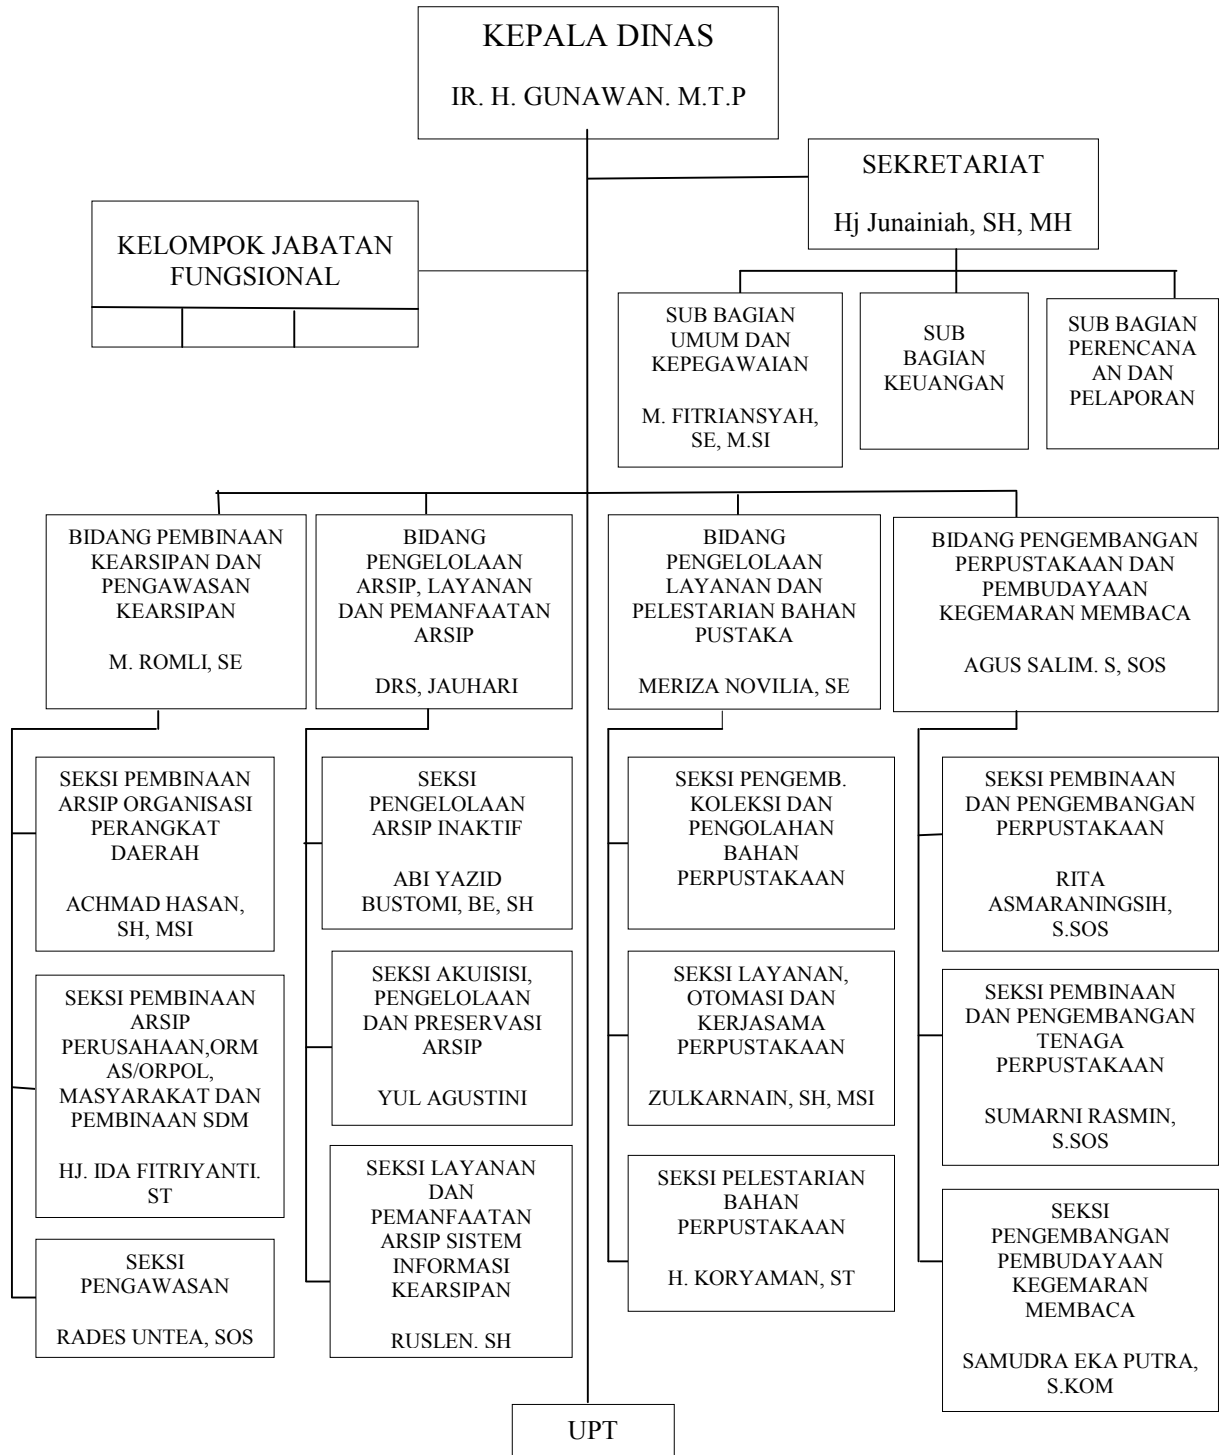 KEPALA DINAS
IR. H. GUNAWAN. M.T.P
SEKRETARIAT
Hj Junainiah, SH, MH
KELOMPOK JABATAN
FUNGSIONAL
SUB BAGIAN
UMUM DAN
KEPEGAWAIAN
M. FITRIANSYAH,
SE, M.SI
SUB
BAGIAN
KEUANGAN
SUB BAGIAN
PERENCANA
AN DAN
PELAPORAN
BIDANG PEMBINAAN
KEARSIPAN DAN
PENGAWASAN
KEARSIPAN
M. ROMLI, SE
BIDANG
PENGELOLAAN
ARSIP, LAYANAN
DAN PEMANFAATAN
ARSIP
DRS, JAUHARI
BIDANG
PENGELOLAAN
LAYANAN DAN
PELESTARIAN BAHAN
PUSTAKA
MERIZA NOVILIA, SE
BIDANG PENGEMBANGAN
PERPUSTAKAAN DAN
PEMBUDAYAAN
KEGEMARAN MEMBACA
AGUS SALIM. S, SOS
SEKSI PEMBINAAN
ARSIP ORGANISASI
PERANGKAT
DAERAH
ACHMAD HASAN,
SH, MSI
SEKSI PEMBINAAN
ARSIP
PERUSAHAAN,ORM
AS/ORPOL,
MASYARAKAT DAN
PEMBINAAN SDM
HJ. IDA FITRIYANTI.
ST
SEKSI
PENGAWASAN
RADES UNTEA, SOS
SEKSI
PENGELOLAAN
ARSIP INAKTIF
ABI YAZID
BUSTOMI, BE, SH
SEKSI AKUISISI,
PENGELOLAAN
DAN PRESERVASI
ARSIP
YUL AGUSTINI
SEKSI LAYANAN
DAN
PEMANFAATAN
ARSIP SISTEM
INFORMASI
KEARSIPAN
RUSLEN. SH
SEKSI PENGEMB.
KOLEKSI DAN
PENGOLAHAN
BAHAN
PERPUSTAKAAN
SEKSI LAYANAN,
OTOMASI DAN
KERJASAMA
PERPUSTAKAAN
ZULKARNAIN, SH, MSI
SEKSI PELESTARIAN
BAHAN
PERPUSTAKAAN
H. KORYAMAN, ST
SEKSI PEMBINAAN
DAN PENGEMBANGAN
PERPUSTAKAAN
RITA
ASMARANINGSIH,
S.SOS
SEKSI PEMBINAAN
DAN PENGEMBANGAN
TENAGA
PERPUSTAKAAN
SUMARNI RASMIN,
S.SOS
SEKSI
PENGEMBANGAN
PEMBUDAYAAN
KEGEMARAN
MEMBACA
SAMUDRA EKA PUTRA,
S.KOM
UPT